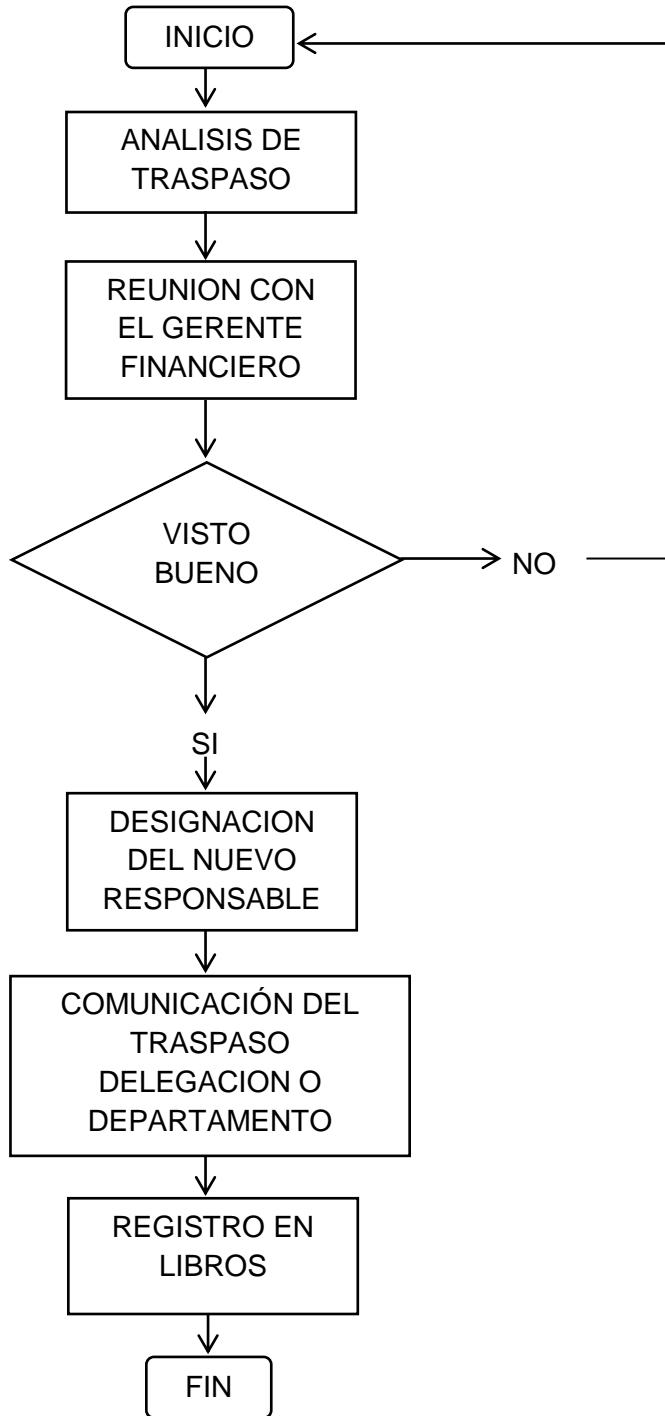 INICIO
ANALISIS DE
TRASPASO
REUNION CON
EL GERENTE
FINANCIERO
VISTO
BUENO
NO
SI
DESIGNACION
DEL NUEVO
RESPONSABLE
COMUNICACIÓN DEL
TRASPASO
DELEGACION O
DEPARTAMENTO
REGISTRO EN
LIBROS
FIN